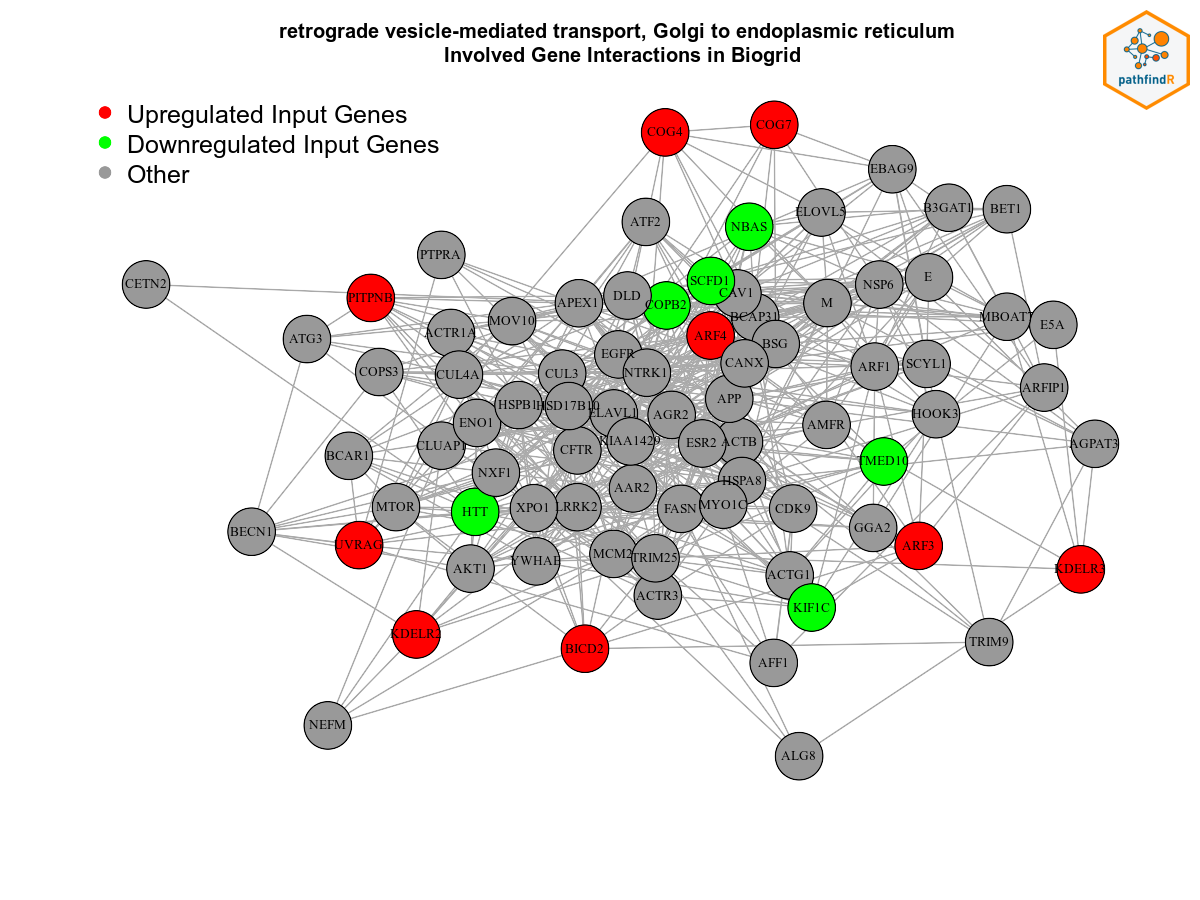 retrograde vesicle-mediated transport, Golgi to endoplasmic reticulum
Involved Gene Interactions in Biogrid
pathfindR
Upregulated Input Genes
Downregulated Input Genes
Other
COG7
COG4
EBAG9
B3GAT1
BET1
ELOVL5
ATF2
NBAS
PTPRA
E
SCFD1
CETN2
NSP6
CAV1
DLD
PITPNB
APEX1
M
COPB2
BCAP31
MBOAT7
MOV10
E5A
ACTR1A
ARF4
ATG3
BSG
EGFR
CANX
SCYL1
ARF1
COPS3
NTRK1
CUL3
CUL4A
ARFIP1
APP
HSPB1
HSD17B10
ELAVL1
AGR2
HOOK3
ENO1
AMFR
KIAA1429
ESR2
ACTB
AGPAT3
CLUAP1
CFTR
BCAR1
TMED10
NXF1
HSPA8
AAR2
MYO1C
MTOR
LRRK2
XPO1
FASN
CDK9
HTT
GGA2
BECN1
UVRAG
ARF3
MCM2
TRIM25
YWHAE
AKT1
KDELR3
ACTG1
ACTR3
KIF1C
KDELR2
TRIM9
BICD2
AFF1
NEFM
ALG8